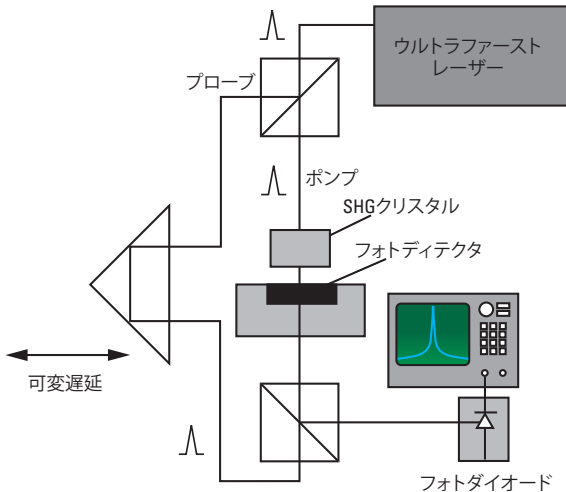 ウルトラファースト
レーザー
プローブ
ポンプ
SHGクリスタル
フォトディテクタ
可変遅延
フォトダイオード